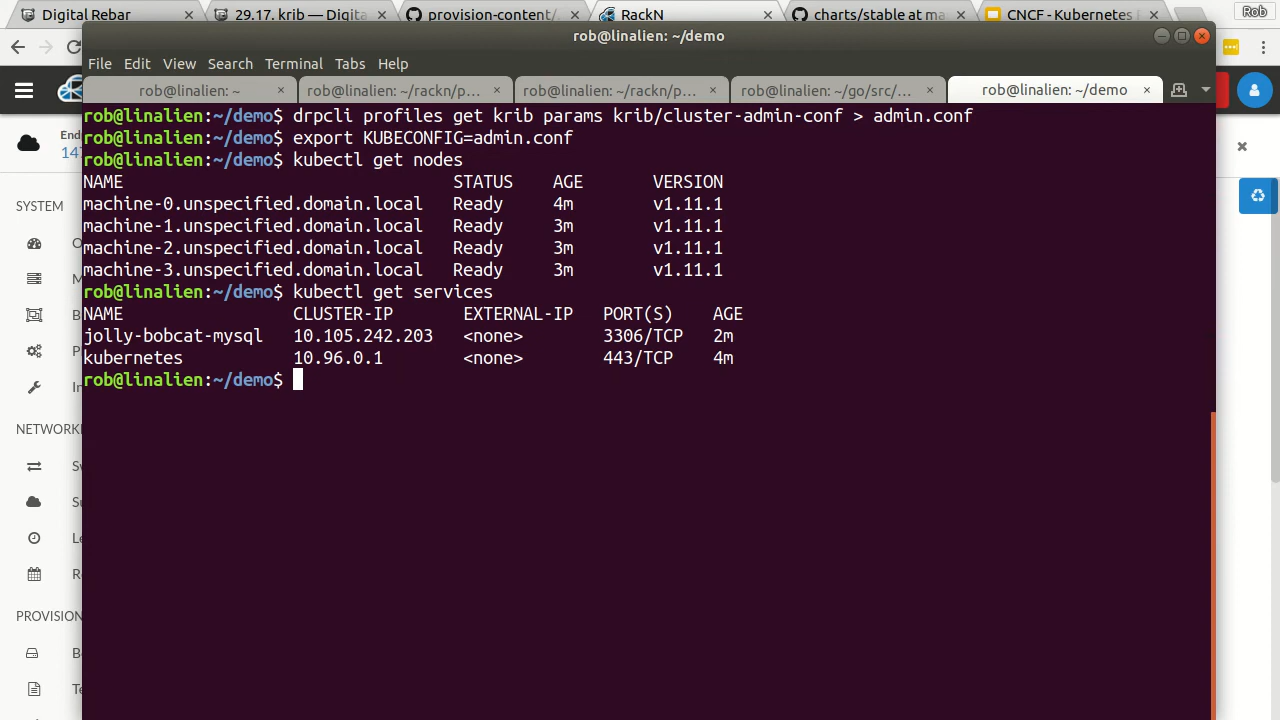 Digital Rebar
29.17. krib — Digita
provision-content/
RackN
charts/stable at ma
CNCF - Kubernetes f
Rob
rob@linalien: ~/demo
File Edit View Search Terminal Tabs Help
rob@linalien: ~
rob@linalien: ~/rackn/p…
rob@linalien: ~/rackn/p…
rob@linalien: ~/go/src/…
rob@linalien: ~/demo
rob@linalien:~/demo$ drpcli profiles get krib params krib/cluster-admin-conf > admin.conf
rob@linalien:~/demo$ export KUBECONFIG=admin.conf
rob@linalien:~/demo$ kubectl get nodes
NAME STATUS AGE VERSION
machine-0.unspecified.domain.local Ready 4m v1.11.1
machine-1.unspecified.domain.local Ready 3m v1.11.1
machine-2.unspecified.domain.local Ready 3m v1.11.1
machine-3.unspecified.domain.local Ready 3m v1.11.1
rob@linalien:~/demo$ kubectl get services
NAME CLUSTER-IP EXTERNAL-IP PORT(S) AGE
jolly-bobcat-mysql 10.105.242.203 <none> 3306/TCP 2m
kubernetes 10.96.0.1 <none> 443/TCP 4m
rob@linalien:~/demo$
End
147
SYSTEM
O
M
B
P
In
NETWORK
Sw
Su
Le
Re
PROVISION
B
Te